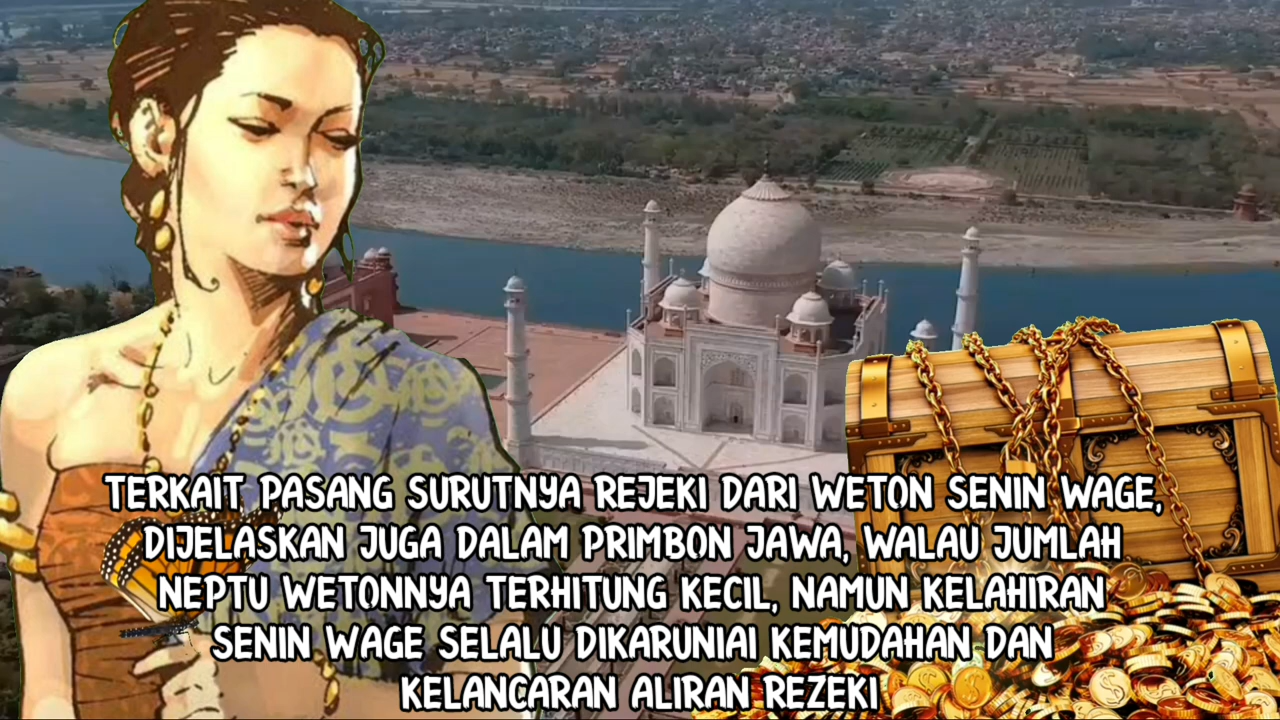 TERKAIT PASANG SURUTNYA REJEKI DARI WETON SENIN WAGE,
DIJELASKAN JUGA DALAM PRIMBON JAWA, WALAU JUMLAH
NEPTU WETONNYA TERHITUNG KECIL, NAMUN KELAHIRAN
SENIN WAGE SELALU DIKARUNIAI KEMUDAHAN DAN
KELANCARAN ALIRAN REZEKI